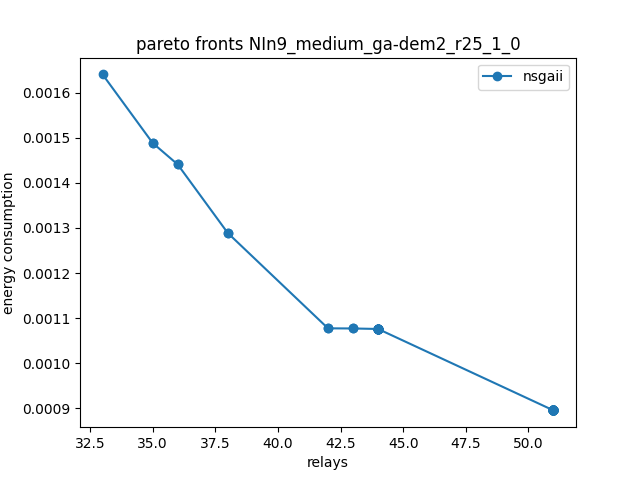 pareto fronts NIn9_medium_ga-dem2_r25_1_0
nsgaii
energy consumption
0.0016
0.0015
0.0014
0.0013
0.0012
0.0011
0.0010
0.0009
32.5 35.0 37.5 40.0 42.5 45.0 47.5 50.0
relays